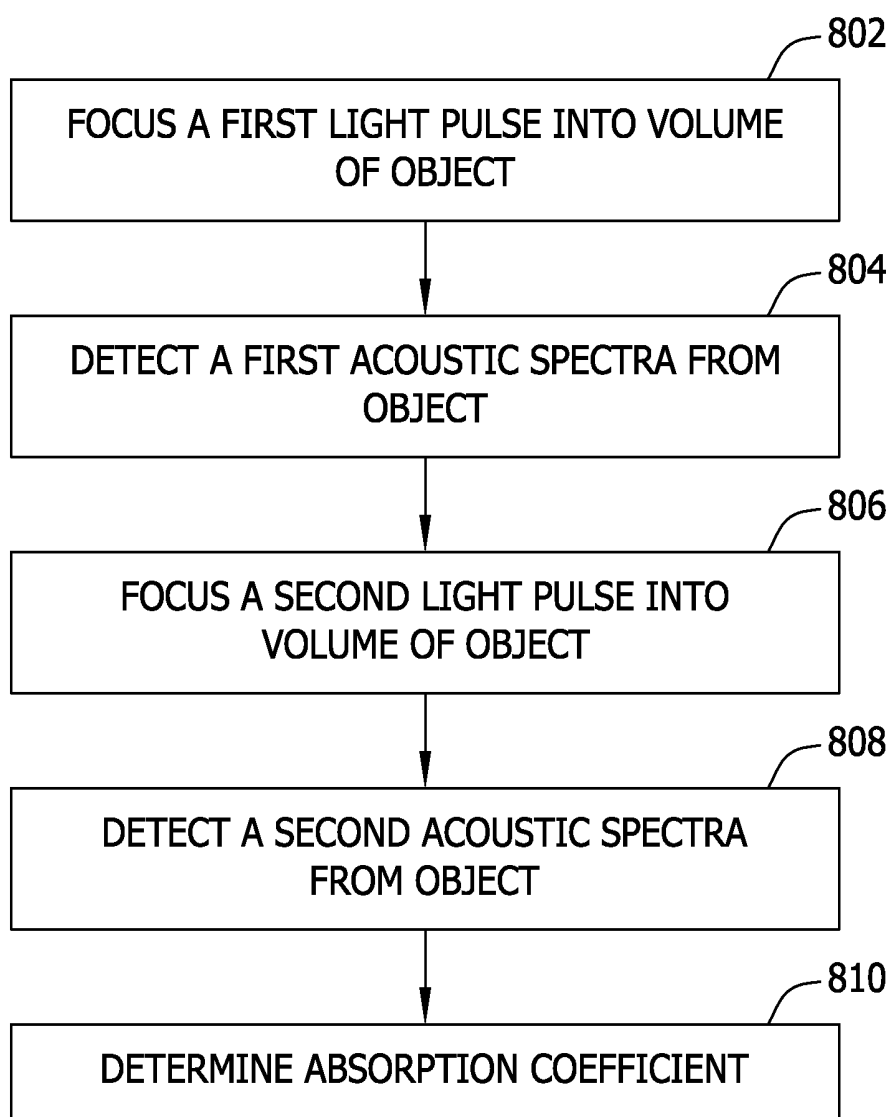 802
FOCUS A FIRST LIGHT PULSE INTO VOLUME
OF OBJECT
804
DETECT A FIRST ACOUSTIC SPECTRA FROM
OBJECT
806
FOCUS A SECOND LIGHT PULSE INTO
VOLUME OF OBJECT
808
DETECT A SECOND ACOUSTIC SPECTRA
FROM OBJECT
810
DETERMINE ABSORPTION COEFFICIENT